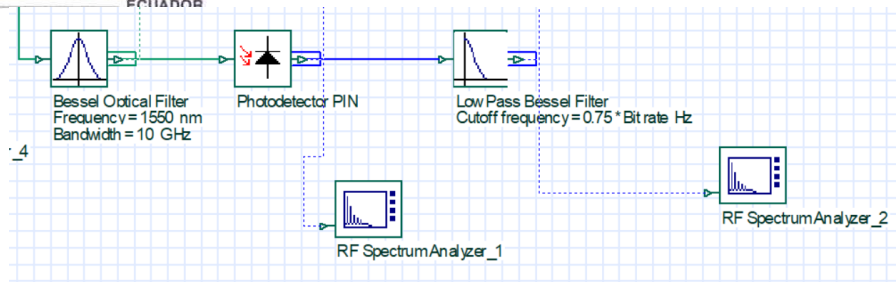 ECUADOR
Bessel Optical Filter
Frequency = 1550 nm
Bandwidth = 10 GHz
Photodetector PIN
Low Pass Bessel Filter
Cutoff frequency = 0.75 * Bit rate Hz
r_4
RF Spectrum Analyzer_1
RF Spectrum Analyzer_2